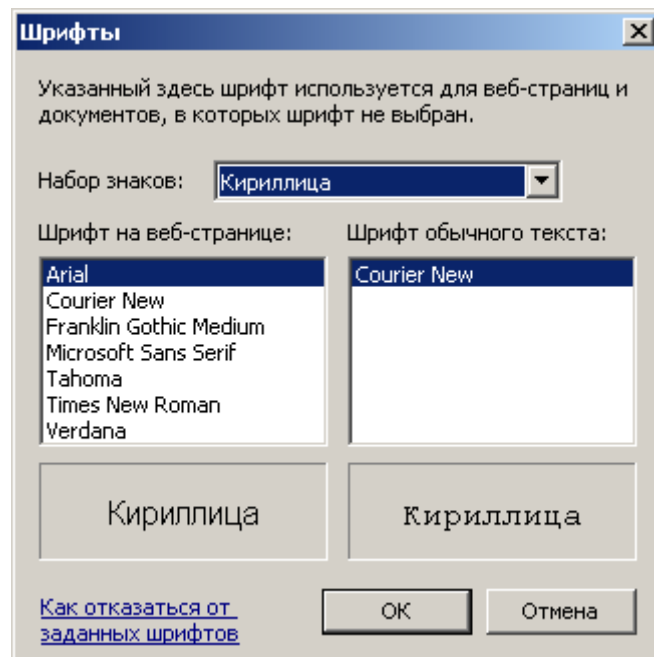 Шрифты
Указанный здесь шрифт используется для веб-страниц и
документов, в которых шрифт не выбран.
Набор знаков: Кириллица
Шрифт на веб-странице: Шрифт обычного текста:
Arial Courier New
Courier New
Franklin Gothic Medium
Microsoft Sans Serif
Tahoma
Times New Roman
Verdana
Кириллица Кириллица
Как отказаться от
заданных шрифтов
ОК Отмена